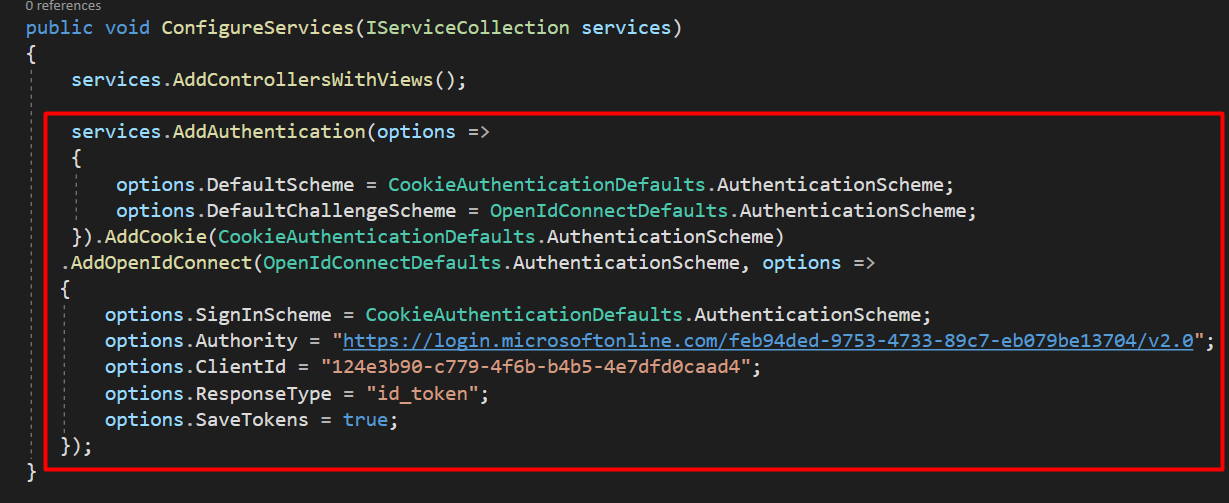 0 references
public void ConfigureServices(IServiceCollection services)
{
services.AddControllersWithViews();
services.AddAuthentication(options =>
{
options.DefaultScheme = CookieAuthenticationDefaults.AuthenticationScheme;
options.DefaultChallengeScheme = OpenIdConnectDefaults.AuthenticationScheme;
}).AddCookie(CookieAuthenticationDefaults.AuthenticationScheme)
.AddOpenIdConnect(OpenIdConnectDefaults.AuthenticationScheme, options =>
{
options.SignInScheme = CookieAuthenticationDefaults.AuthenticationScheme;
options.Authority = "https://login.microsoftonline.com/feb94ded-9753-4733-89c7-eb079be13704/v2.0";
options.ClientId = "124e3b90-c779-4f6b-b4b5-4e7dfd0caad4";
options.ResponseType = "id_token";
options.SaveTokens = true;
});
}